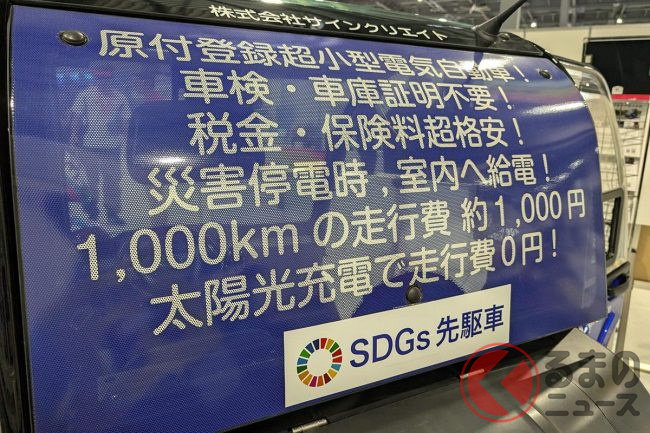 株式会社サインクリエイト
原付登録超小型電気自動車！
車検・車庫証明不要！
税金・保険料超格安！
災害停電時，室内へ給電！
1,000kmの走行費 約1,000円
太陽光充電で走行費0円！
SDGs 先駆車
くるまの
ニュース